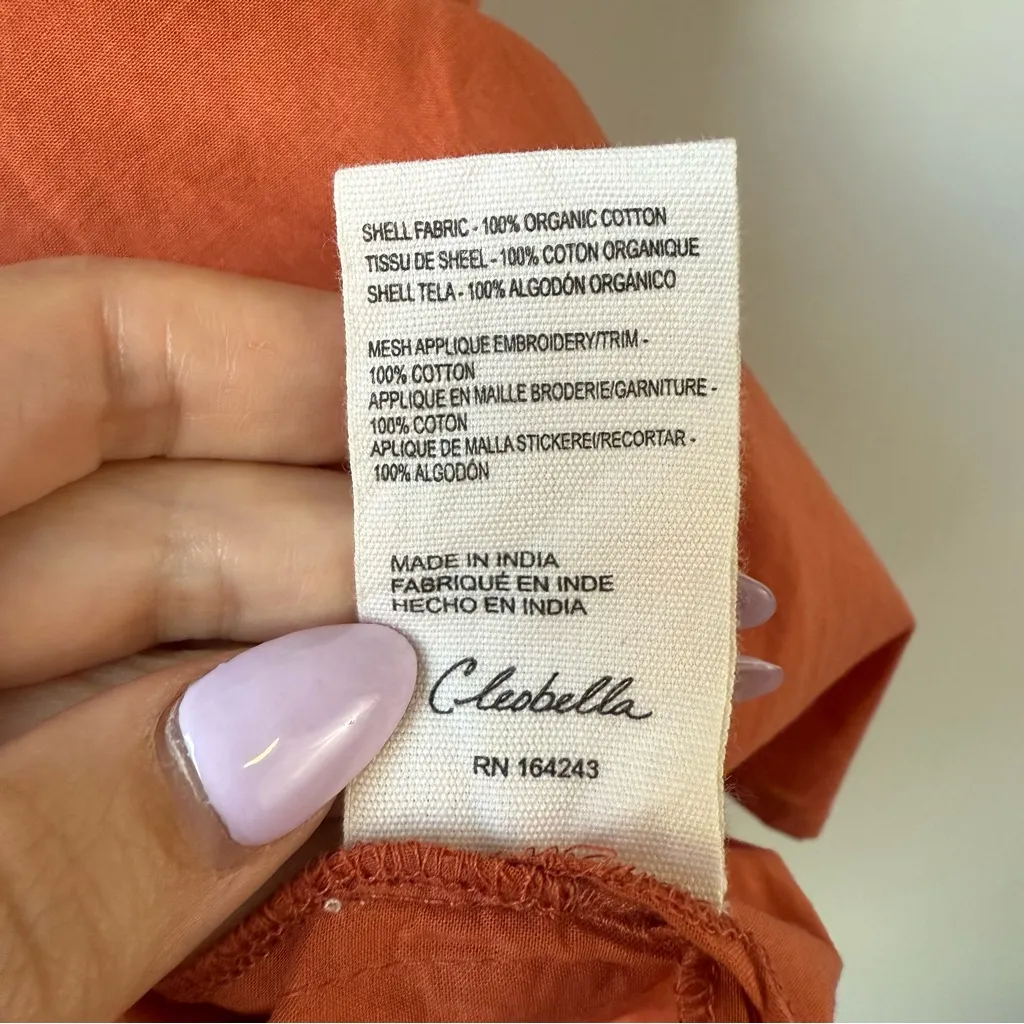 SHELL FABRIC - 100% ORGANIC COTTON
TISSU DE SHEEL - 100% COTON ORGANIQUE
SHELL TELA - 100% ALGODÓN ORGÁNICO
MESH APPLIQUE EMBROIDERY/TRIM -
100% COTTON
APPLIQUE EN MAILLE BRODERIE/GARNITURE -
100% COTON
APLIQUE DE MALLA STICKEREI/RECORTAR -
100% ALGODÓN
MADE IN INDIA
FABRIQUÉ EN INDE
HECHO EN INDIA
Cleobella
RN 164243